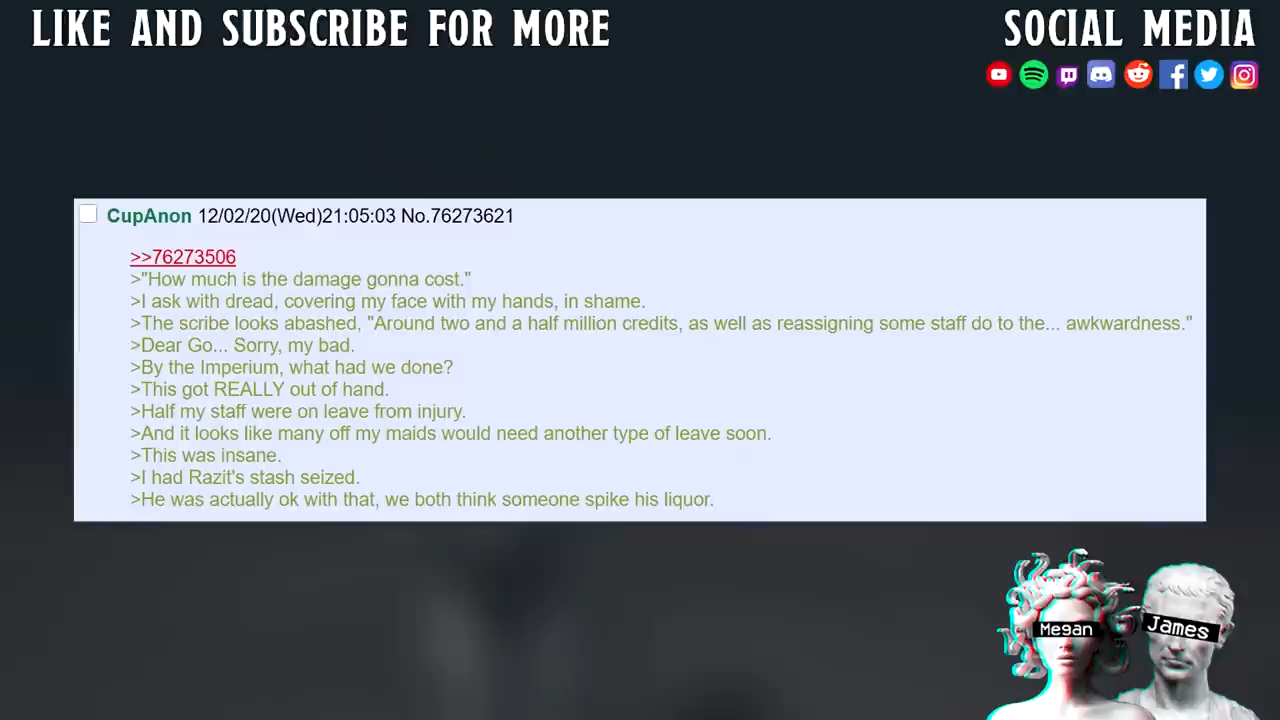 LIKE AND SUBSCRIBE FOR MORE
SOCIAL MEDIA
CupAnon 12/02/20(Wed)21:05:03 No.76273621
>>76273506
>"How much is the damage gonna cost."
>I ask with dread, covering my face with my hands, in shame.
>The scribe looks abashed, "Around two and a half million credits, as well as reassigning some staff do to the... awkwardness."
>Dear Go... Sorry, my bad.
>By the Imperium, what had we done?
>This got REALLY out of hand.
>Half my staff were on leave from injury.
>And it looks like many off my maids would need another type of leave soon.
>This was insane.
>I had Razit's stash seized.
>He was actually ok with that, we both think someone spike his liquor.
Megan
James